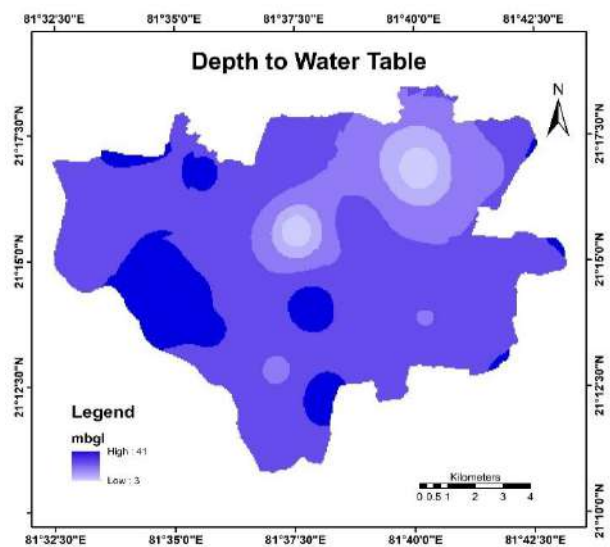 81°32'30"E 81°35'0"E 81°37'30"E 81°40'0"E 81°42'30"E
Depth to Water Table
N
21°17'30"N 21°17'30"N
21°15'0"N 21°15'0"N
21°12'30"N 21°12'30"N
Legend
mbgl
High : 41
Low : 3
Kilometers
0 0.5 1 2 3 4
21°10'0"N 21°10'0"N
81°32'30"E 81°35'0"E 81°37'30"E 81°40'0"E 81°42'30"E